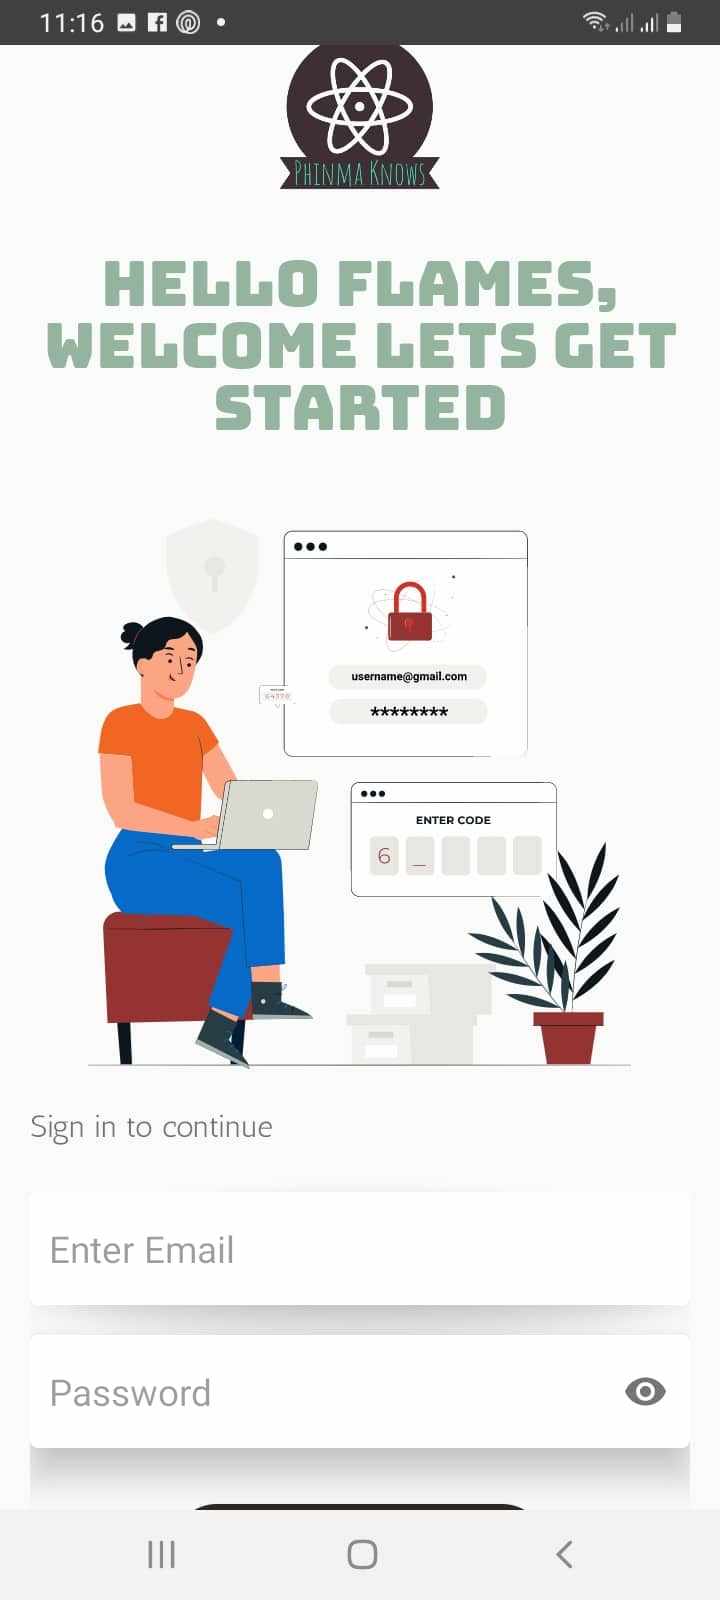 11:16
PHINMA KNOWS
HELLO FLAMES,
WELCOME LETS GET
STARTED
username@gmail.com
********
ENTER CODE
6 _
Sign in to continue
Enter Email
Password